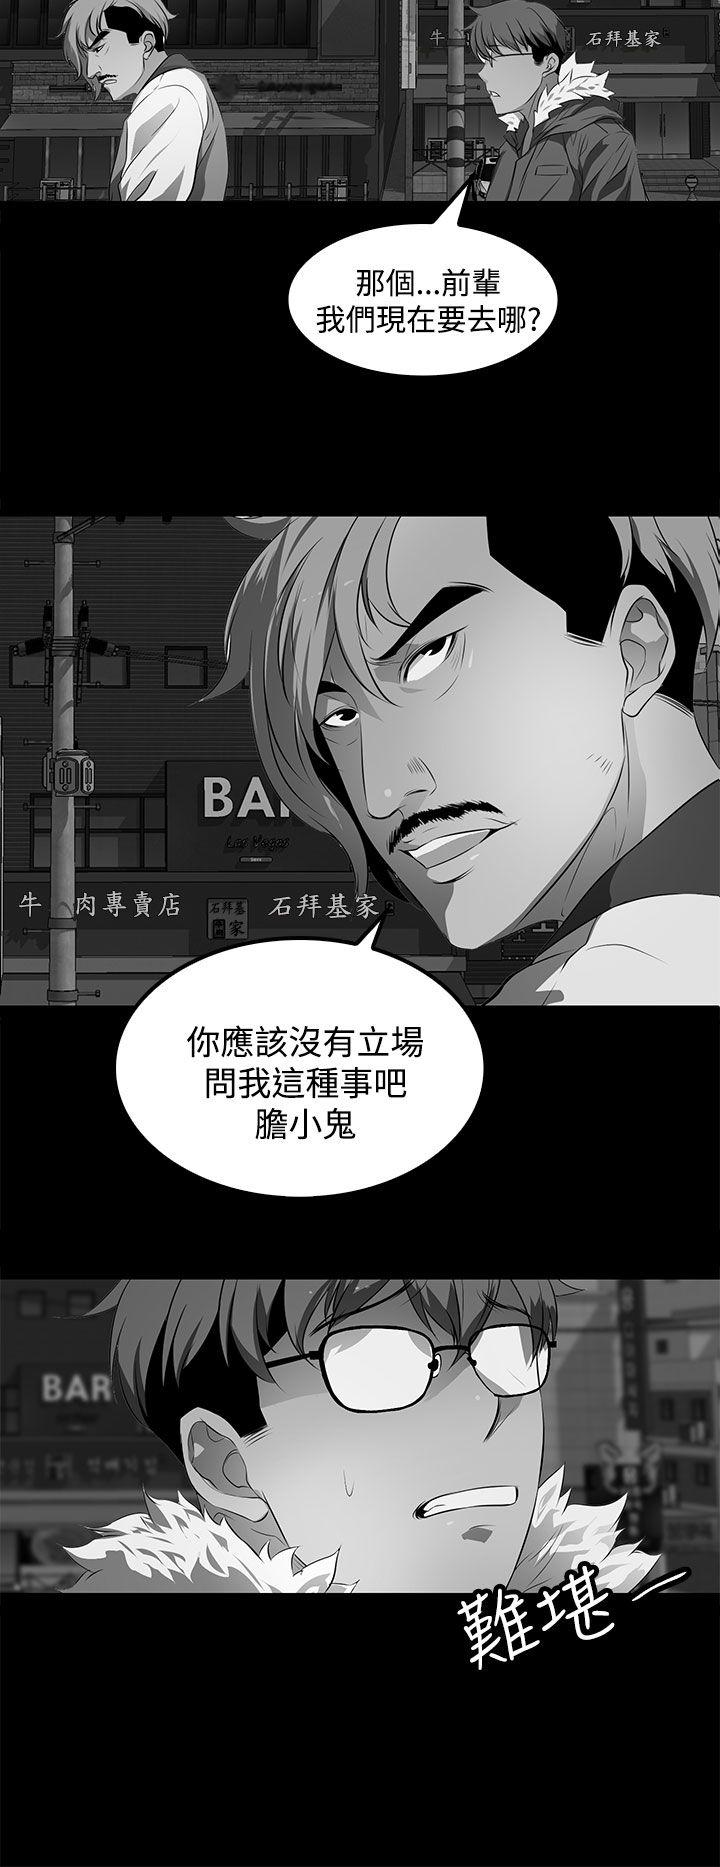 牛
石拜基家
那個...前輩
我們現在要去哪?
BAR
Las Vegas
牛 肉專賣店
石拜基
家
石拜基家
你應該沒有立場
問我這種事吧
膽小鬼
BAR
難堪—